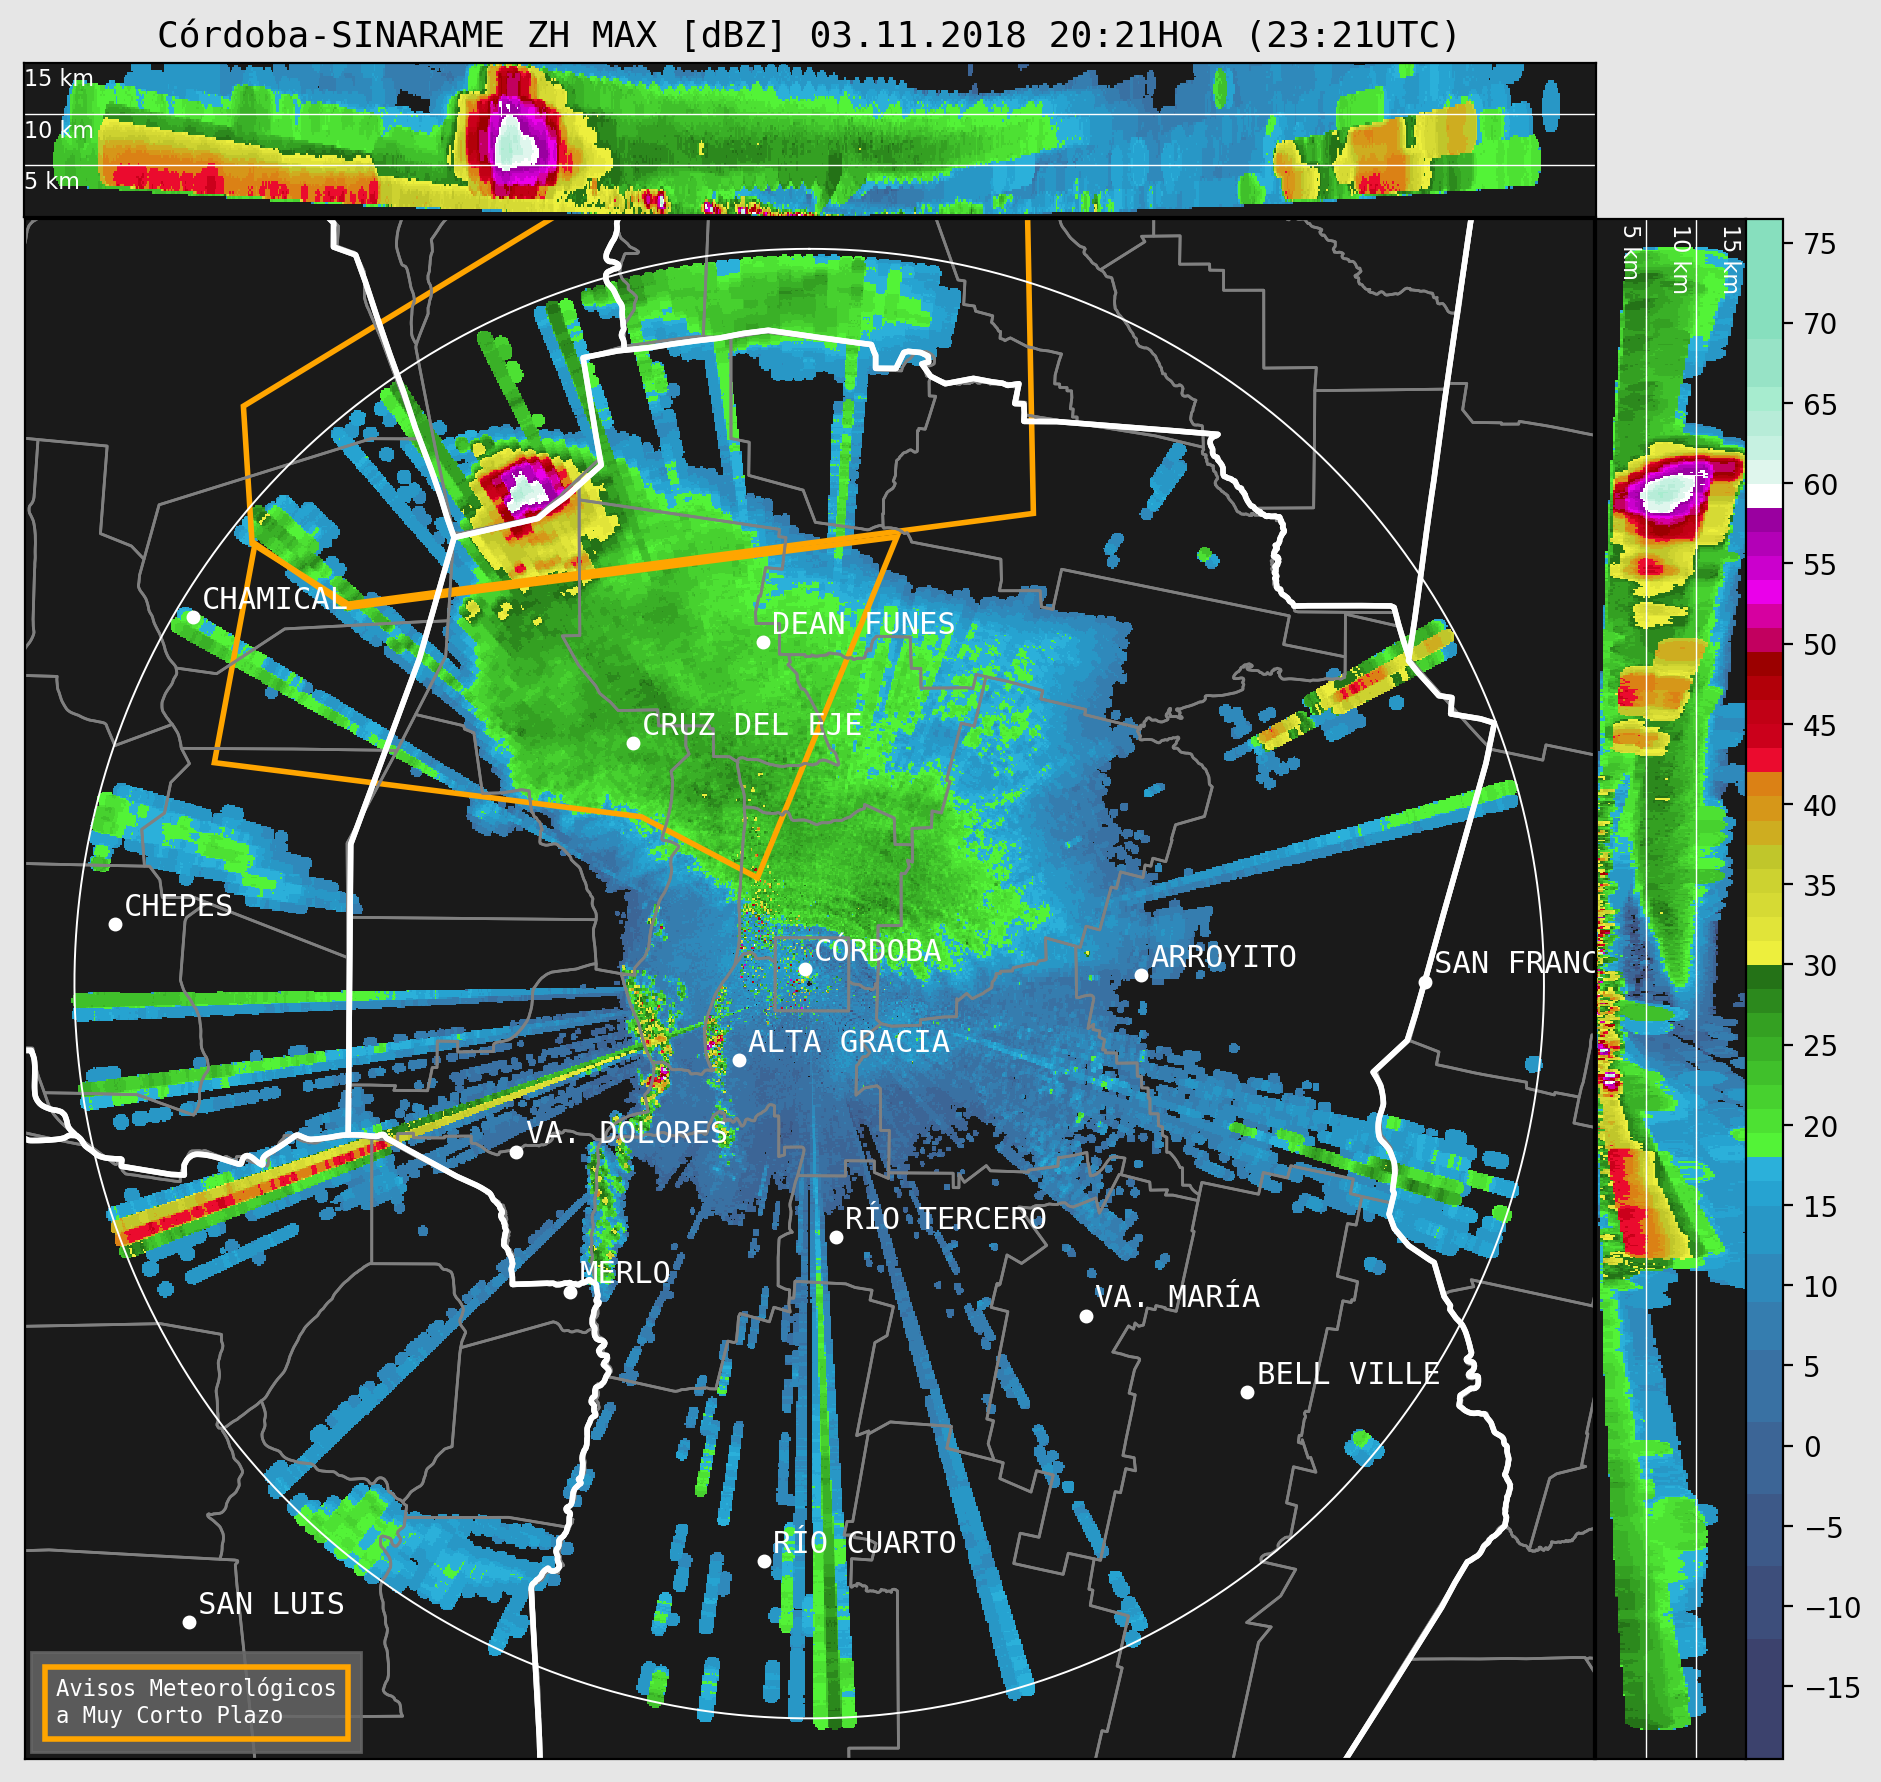 Córdoba-SINARAME ZH MAX [dBZ] 03.11.2018 20:21HOA (23:21UTC)
15 km
10 km
5 km
5 km
10 km
15 km
75
70
65
60
55
50
45
40
35
30
25
20
15
10
5
0
−5
−10
−15
CHAMICAL
DEAN FUNES
CRUZ DEL EJE
CHEPES
CÓRDOBA
ARROYITO
SAN FRANC
ALTA GRACIA
VA. DOLORES
RÍO TERCERO
MERLO
VA. MARÍA
BELL VILLE
RÍO CUARTO
SAN LUIS
Avisos Meteorológicos
a Muy Corto Plazo